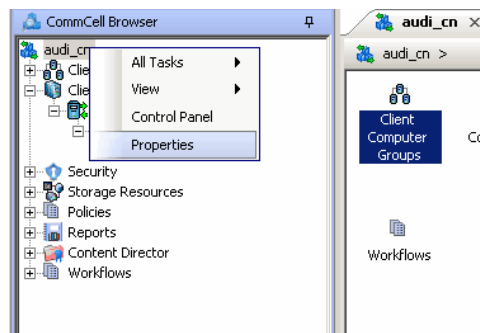 CommCell Browser
audi_cn
All Tasks
View
Control Panel
Properties
Security
Storage Resources
Policies
Reports
Content Director
Workflows
audi_cn
audi_cn >
Client
Computer
Groups
Workflows